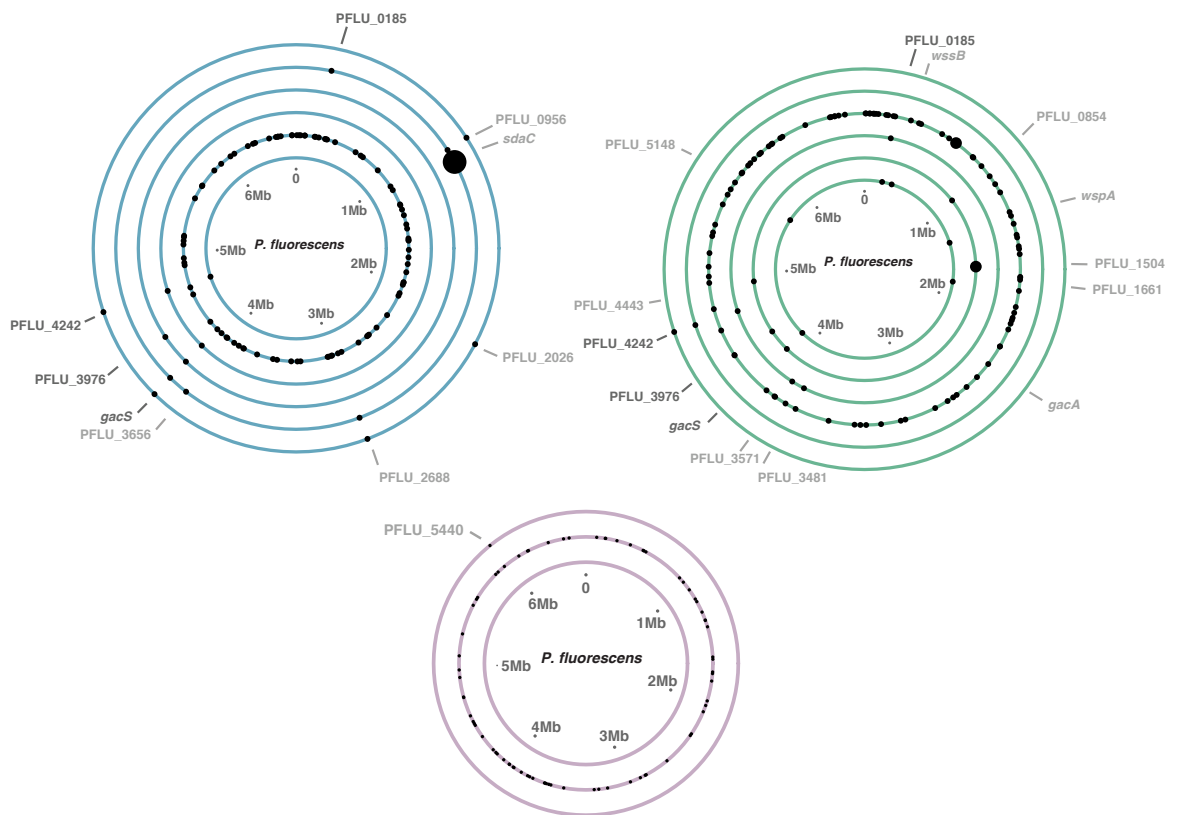 PFLU_0185
PFLU_0956
sdaC
0
6Mb
1Mb
P. fluorescens
5Mb
2Mb
4Mb
3Mb
PFLU_4242
PFLU_3976
gacS
PFLU_3656
PFLU_2026
PFLU_2688
PFLU_0185
wssB
PFLU_0854
PFLU_5148
wspA
0
6Mb
1Mb
P. fluorescens
5Mb
2Mb
4Mb
3Mb
PFLU_1504
PFLU_1661
PFLU_4443
PFLU_4242
PFLU_3976
gacA
gacS
PFLU_3571
PFLU_3481
PFLU_5440
0
6Mb
1Mb
P. fluorescens
5Mb
2Mb
4Mb
3Mb